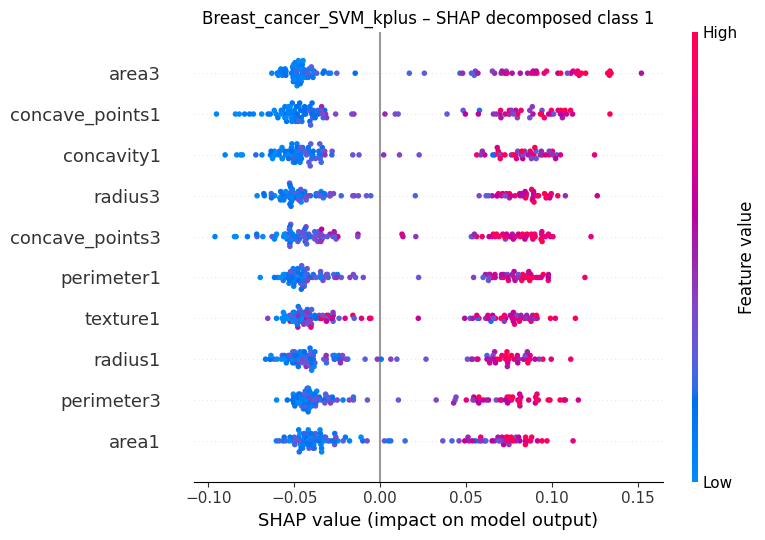 Breast_cancer_SVM_kplus – SHAP decomposed class 1
High
area3
concave_points1
concavity1
radius3
concave_points3
perimeter1
texture1
radius1
perimeter3
area1
Feature value
Low
−0.10 −0.05 0.00 0.05 0.10 0.15
SHAP value (impact on model output)